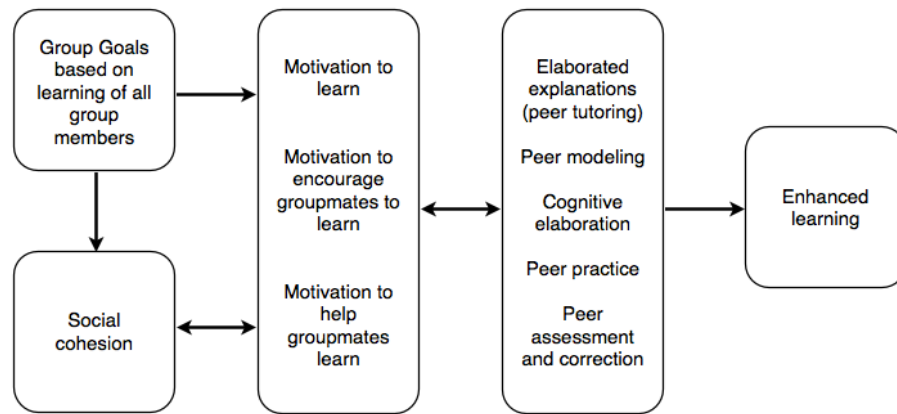 Group Goals
based on
learning of all
group
members
Social
cohesion
Motivation to
learn
Motivation to
encourage
groupmates to
learn
Motivation to
help
groupmates
learn
Elaborated
explanations
(peer tutoring)
Peer modeling
Cognitive
elaboration
Peer practice
Peer
assessment
and correction
Enhanced
learning